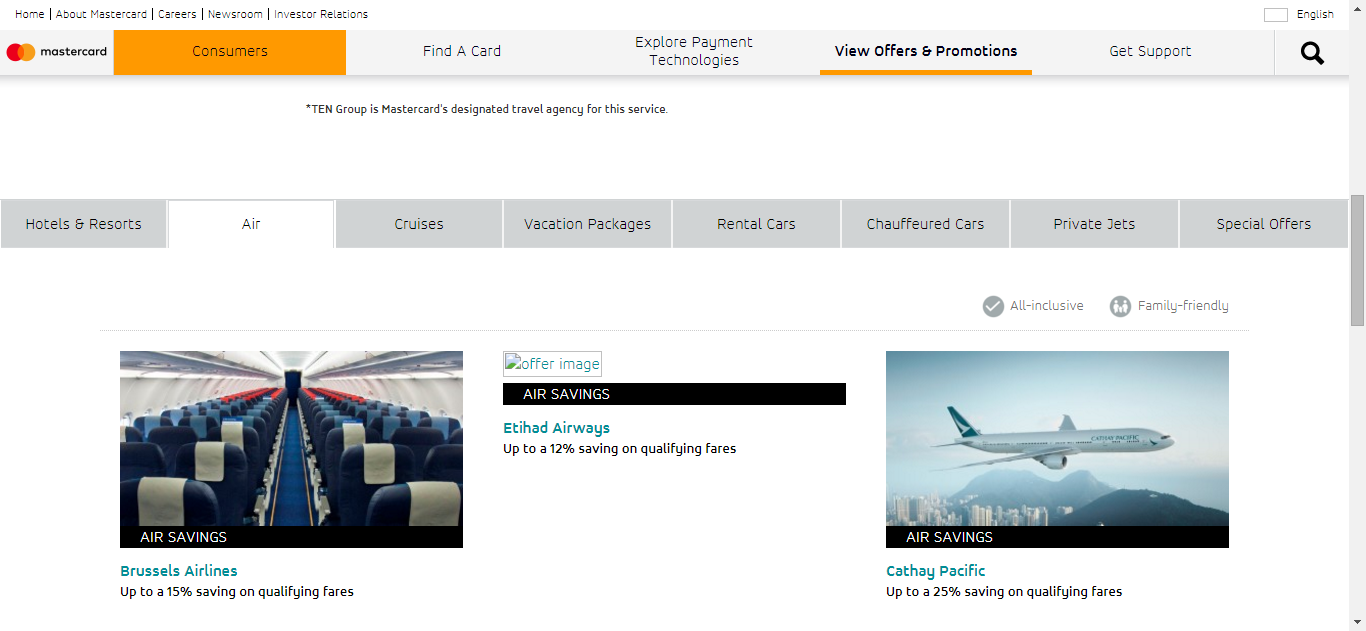 Home | About Mastercard | Careers | Newsroom | Investor Relations
English
mastercard
Consumers
Find A Card
Explore Payment
Technologies
View Offers & Promotions
Get Support
*TEN Group is Mastercard's designated travel agency for this service.
Hotels & Resorts
Air
Cruises
Vacation Packages
Rental Cars
Chauffeured Cars
Private Jets
Special Offers
All-inclusive
Family-friendly
AIR SAVINGS
Brussels Airlines
Up to a 15% saving on qualifying fares
offer image
AIR SAVINGS
Etihad Airways
Up to a 12% saving on qualifying fares
CATHAY PACIFIC
AIR SAVINGS
Cathay Pacific
Up to a 25% saving on qualifying fares